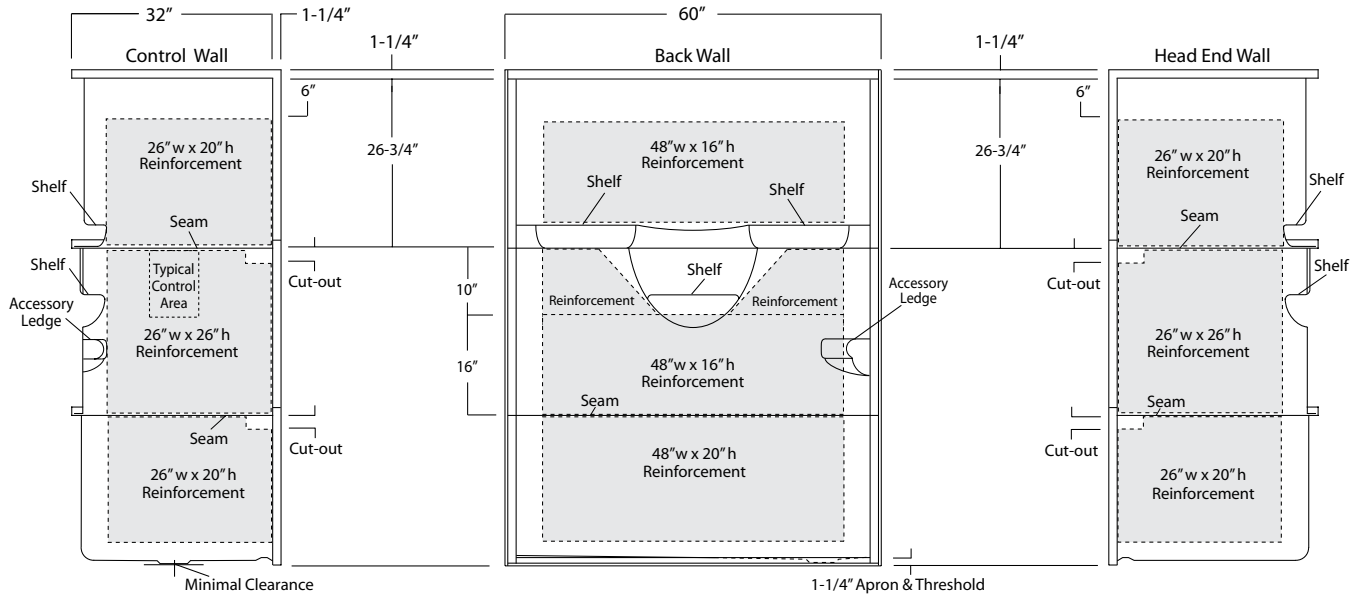 32” 1-1/4” 60”
1-1/4” 1-1/4”
Control Wall Back Wall Head End Wall
6” 6”
26” w x 20” h
Reinforcement
26-3/4”
48”w x 16” h
Reinforcement
26-3/4”
26” w x 20” h
Reinforcement
Shelf
Shelf
Shelf
Shelf
Seam
Seam
Shelf
Typical
Control
Area
Cut-out
10”
Shelf
Reinforcement
Reinforcement
Accessory
Ledge
Cut-out
Shelf
Accessory
Ledge
26” w x 26” h
Reinforcement
16”
48” w x 16” h
Reinforcement
26” w x 26” h
Reinforcement
Seam
Seam
Seam
Cut-out
Cut-out
26” w x 20” h
Reinforcement
48”w x 20” h
Reinforcement
26” w x 20” h
Reinforcement
Minimal Clearance
1-1/4” Apron & Threshold